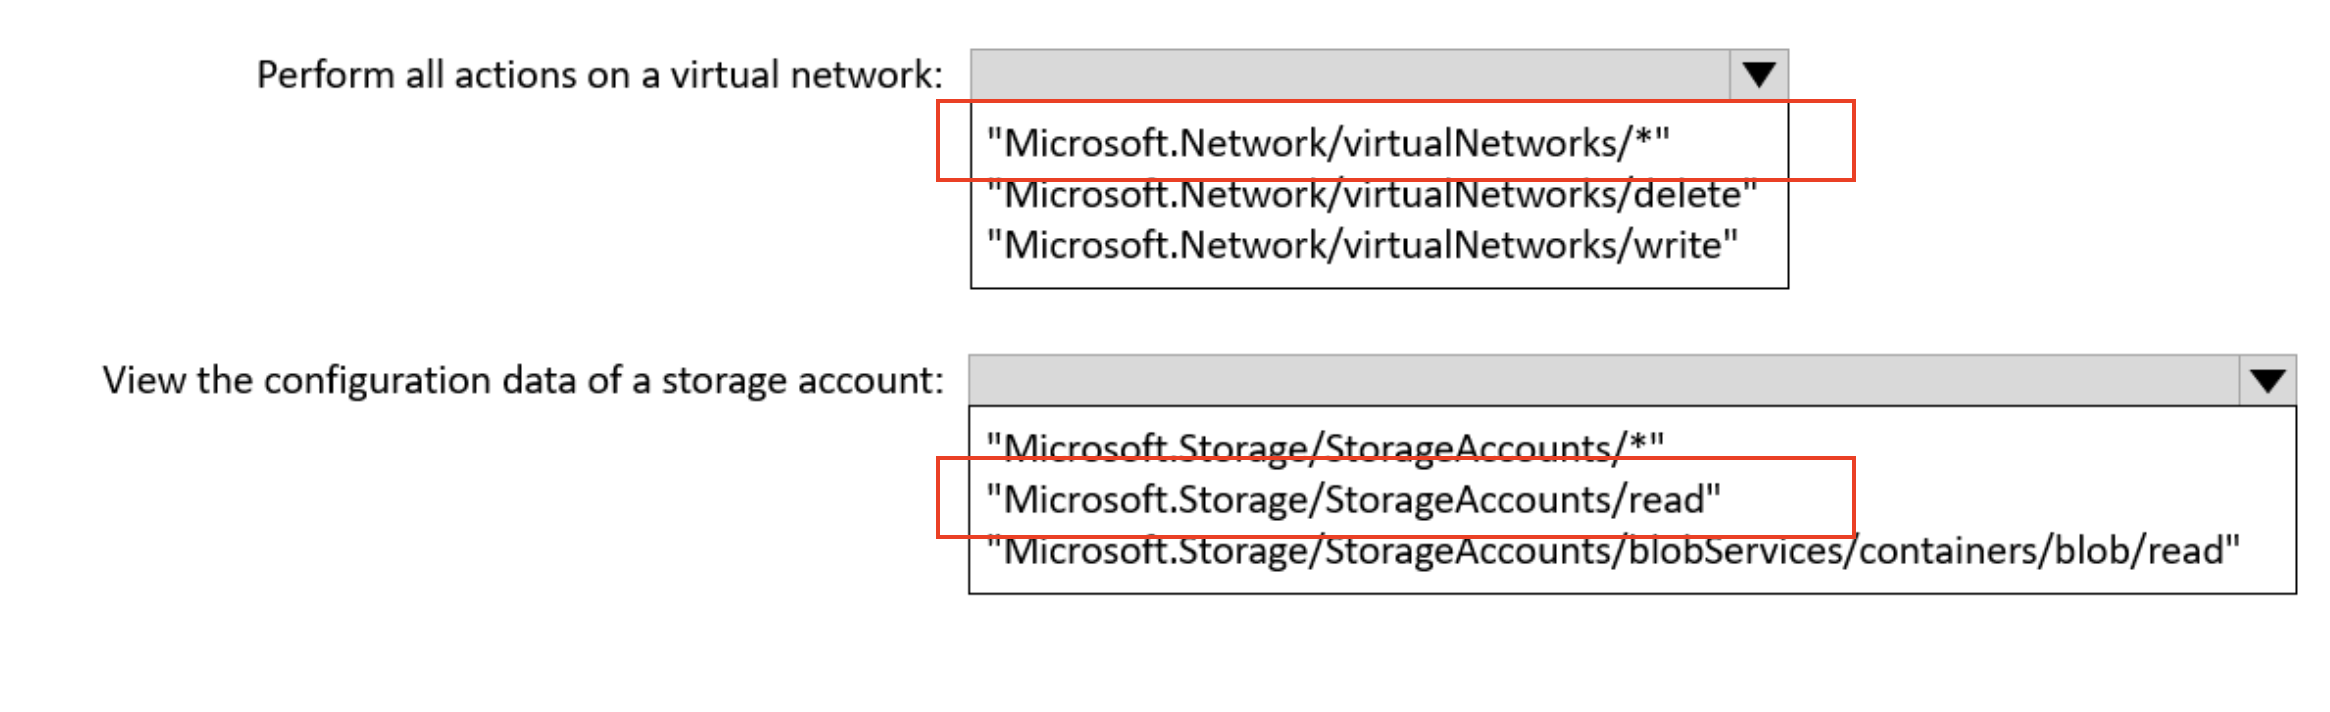 Perform all actions on a virtual network:
"Microsoft.Network/virtualNetworks/*"
"Microsoft.Network/virtualNetworks/delete"
"Microsoft.Network/virtualNetworks/write"
View the configuration data of a storage account:
"Microsoft.Storage/StorageAccounts/*"
"Microsoft.Storage/StorageAccounts/read"
"Microsoft.Storage/StorageAccounts/blobServices/containers/blob/read"